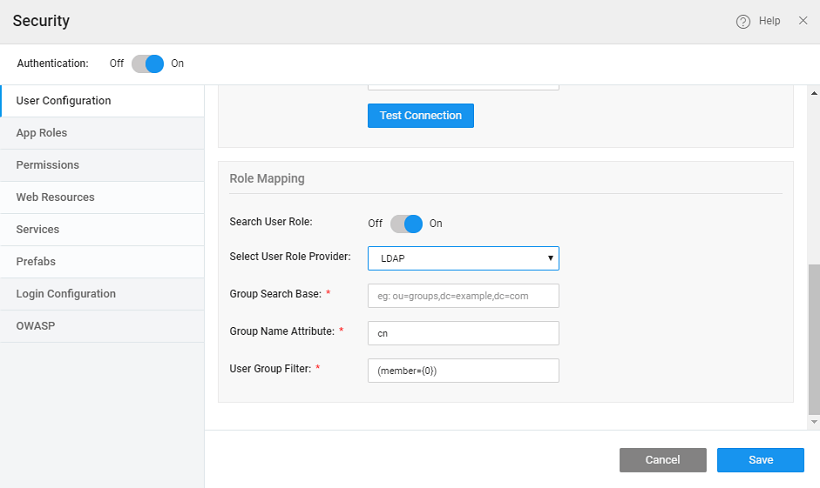 Security
Help
Authentication: Off On
User Configuration
App Roles
Permissions
Web Resources
Services
Prefabs
Login Configuration
OWASP
Test Connection
Role Mapping
Search User Role: Off On
Select User Role Provider: LDAP
Group Search Base: * eg: ou=groups,dc=example,dc=com
Group Name Attribute: * cn
User Group Filter: * (member={0})
Cancel Save